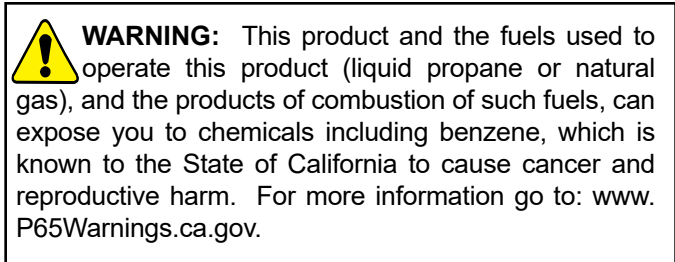 WARNING: This product and the fuels used to
operate this product (liquid propane or natural
gas), and the products of combustion of such fuels, can
expose you to chemicals including benzene, which is
known to the State of California to cause cancer and
reproductive harm. For more information go to: www.
P65Warnings.ca.gov.